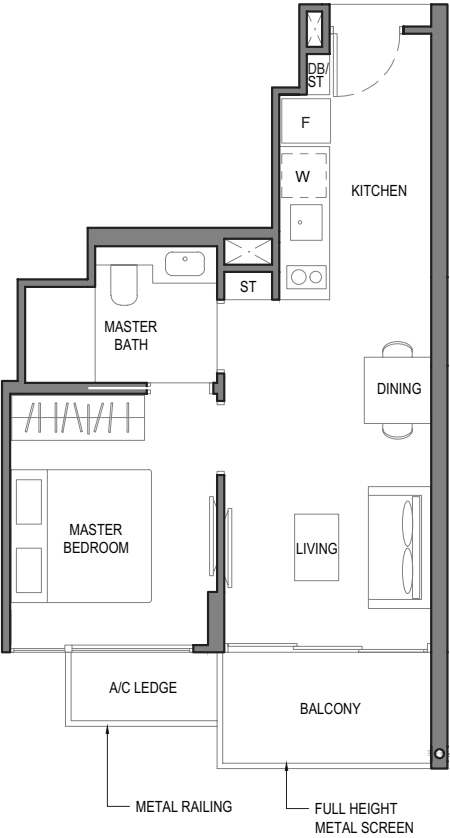 DB/
ST
F
W
KITCHEN
ST
MASTER
BATH
DINING
MASTER
BEDROOM
LIVING
A/C LEDGE
BALCONY
METAL RAILING
FULL HEIGHT
METAL SCREEN